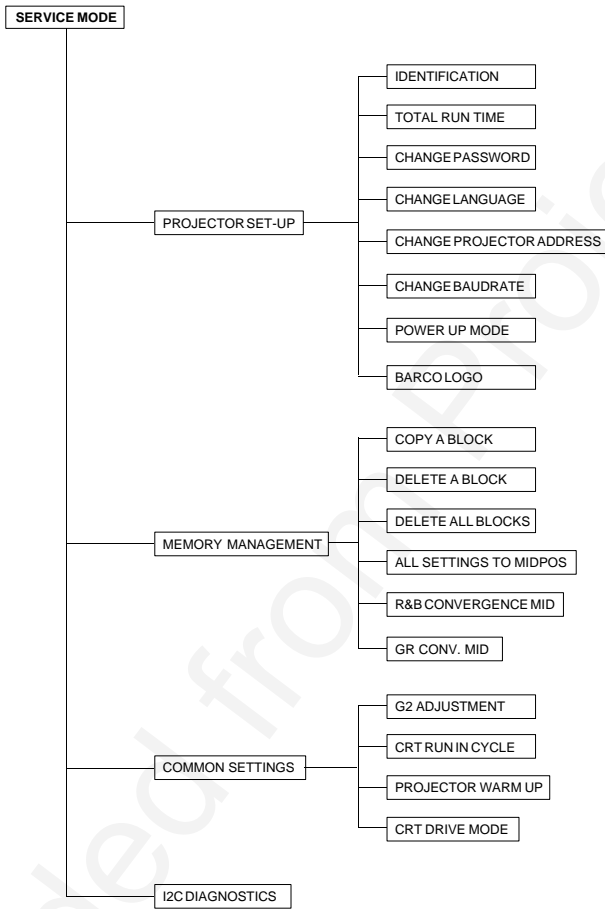 SERVICE MODE
IDENTIFICATION
TOTAL RUN TIME
CHANGE PASSWORD
CHANGE LANGUAGE
PROJECTOR SET-UP
CHANGE PROJECTOR ADDRESS
CHANGE BAUDRATE
POWER UP MODE
BARCO LOGO
COPY A BLOCK
DELETE A BLOCK
DELETE ALL BLOCKS
MEMORY MANAGEMENT
ALL SETTINGS TO MIDPOS
R&B CONVERGENCE MID
GR CONV. MID
G2 ADJUSTMENT
CRT RUN IN CYCLE
COMMON SETTINGS
PROJECTOR WARM UP
CRT DRIVE MODE
I2C DIAGNOSTICS
ded from Proje